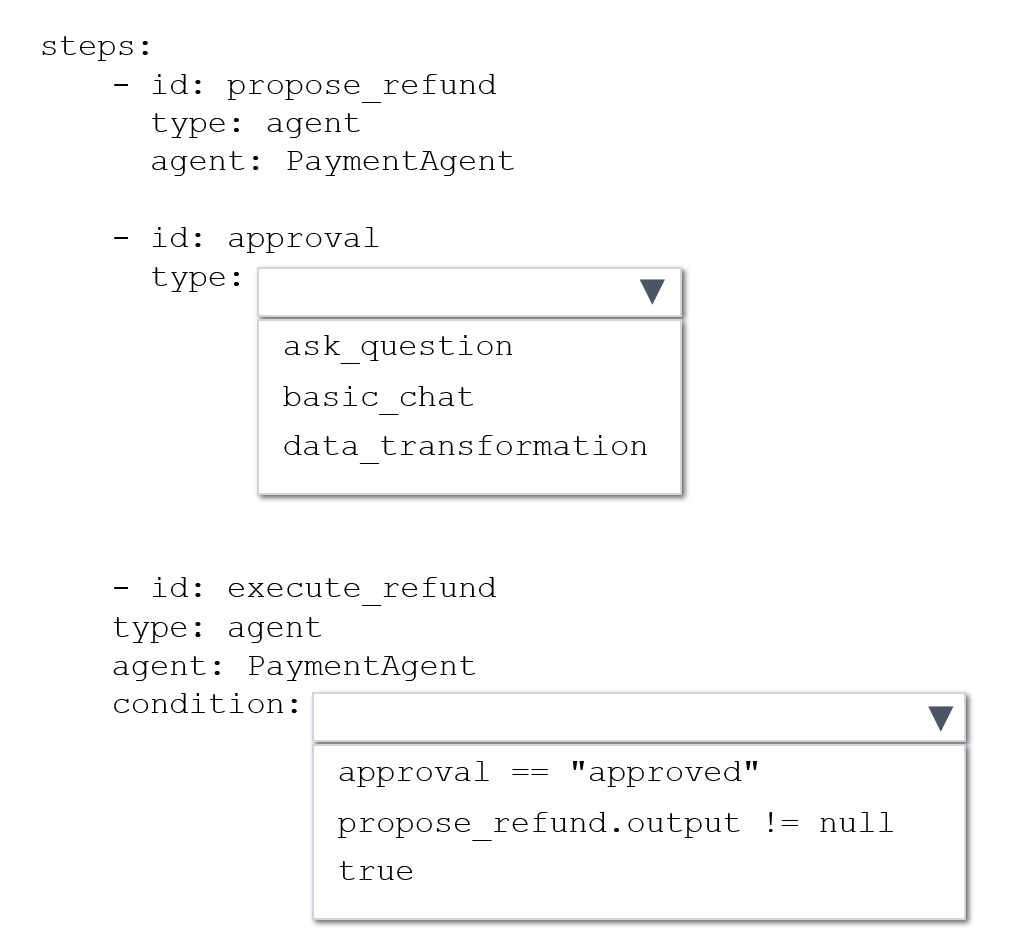 steps:
- id: propose_refund
type: agent
agent: PaymentAgent
- id: approval
type:
ask_question
basic_chat
data_transformation
- id: execute_refund
type: agent
agent: PaymentAgent
condition:
approval == "approved"
propose_refund.output != null
true